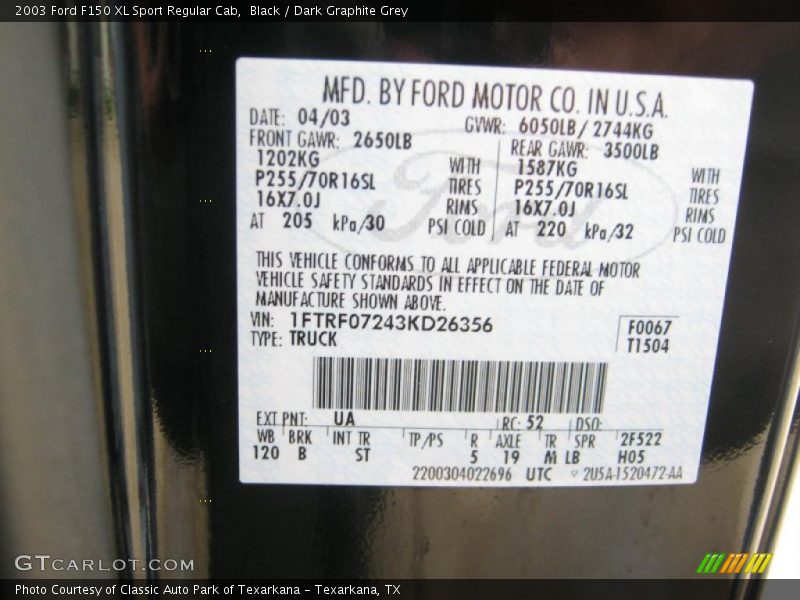 2003 Ford F150 XL Sport Regular Cab, Black / Dark Graphite Grey
MFD. BY FORD MOTOR CO. IN U.S.A.
DATE: 04/03 GVWR: 6050LB/ 2744KG
FRONT GAWR: 2650LB REAR GAWR: 3500LB
1202KG WITH 1587KG WITH
P255/70R16SL TIRES P255/70R16SL TIRES
16X7.0J RIMS 16X7.0J RIMS
AT 205 kPa/30 PSI COLD AT 220 kPa/32 PSI COLD
Ford
THIS VEHICLE CONFORMS TO ALL APPLICABLE FEDERAL MOTOR
VEHICLE SAFETY STANDARDS IN EFFECT ON THE DATE OF
MANUFACTURE SHOWN ABOVE.
VIN: 1FTRF07243KD26356 F0067
TYPE: TRUCK T1504
EXT PNT: UA RC: 52 DSO:
WB BRK INT TR TP/PS R AXLE TR SPR 2F522
120 B ST 5 19 M LB H05
2200304022696 UTC 2U5A-1520472-AA
GTCARLOT.COM
Photo Courtesy of Classic Auto Park of Texarkana - Texarkana, TX